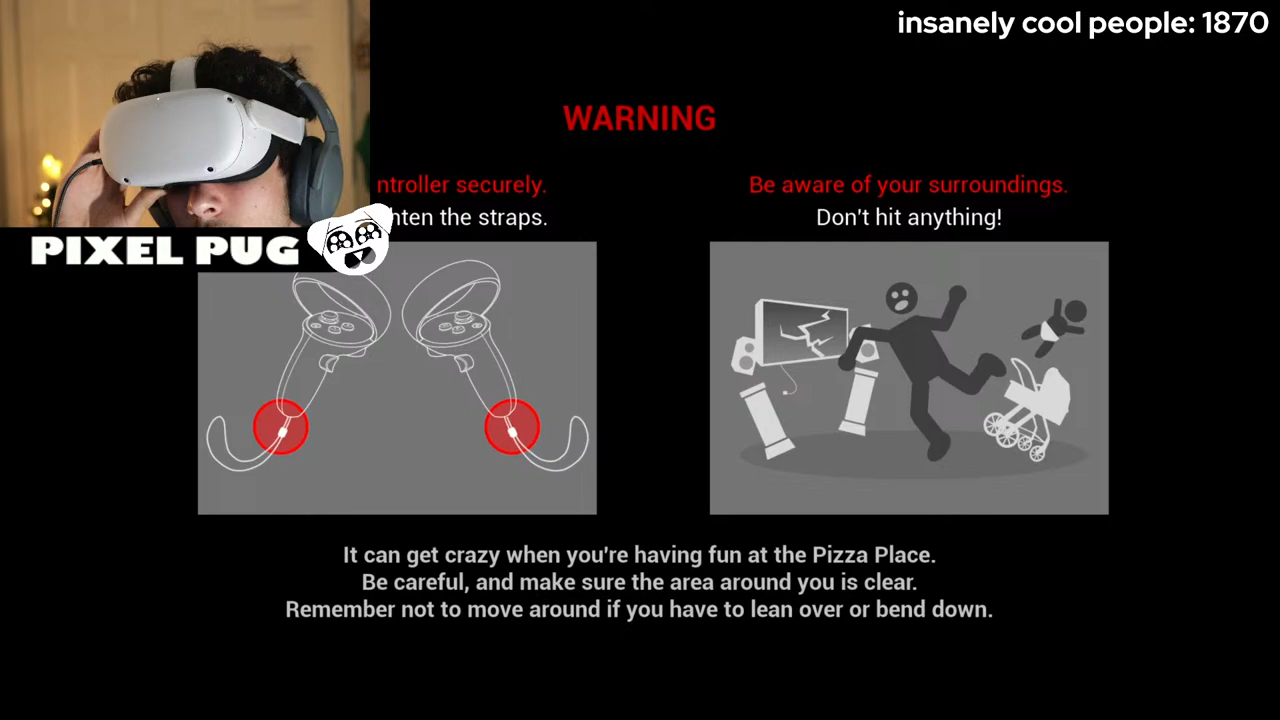 insanely cool people: 1870
WARNING
ntroller securely.
hten the straps.
Be aware of your surroundings.
Don't hit anything!
PIXEL PUG
It can get crazy when you're having fun at the Pizza Place.
Be careful, and make sure the area around you is clear.
Remember not to move around if you have to lean over or bend down.